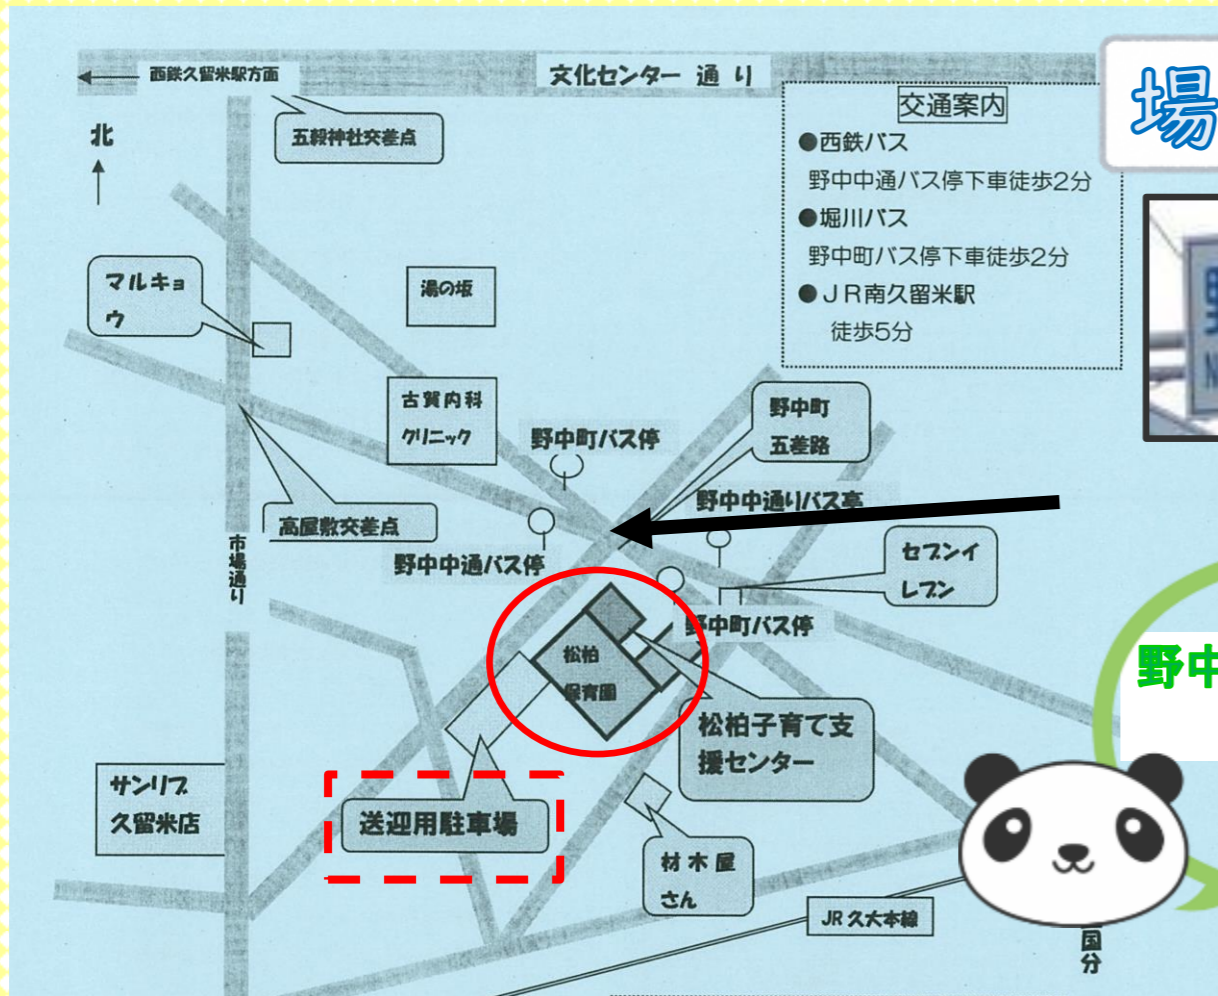 西鉄久留米駅方面
文化センター 通 り
場
北
五穀神社交差点
交通案内
●西鉄バス
野中中通バス停下車徒歩2分
●堀川バス
野中町バス停下車徒歩2分
●JR南久留米駅
徒歩5分
マルキョ
ウ
湯の坂
古賀内科
クリニック
野中町バス停
野中町
五差路
野中中通りバス亭
高屋敷交差点
市場通り
野中中通バス停
セブンイ
レブン
野中町バス停
松柏
保育園
野中
松柏子育て支
援センター
サンリブ
久留米店
送迎用駐車場
材木屋
さん
JR 久大本線
国分